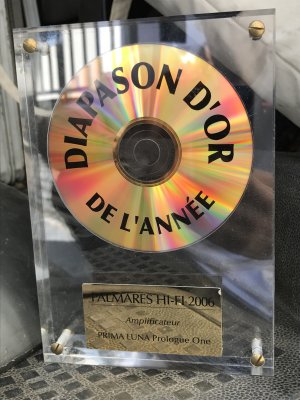 DIAPASON D'OR
DE L'ANNÉE
PALMARES HI-FI 2006
Amplificateur
PRIMA LUNA Prologue One